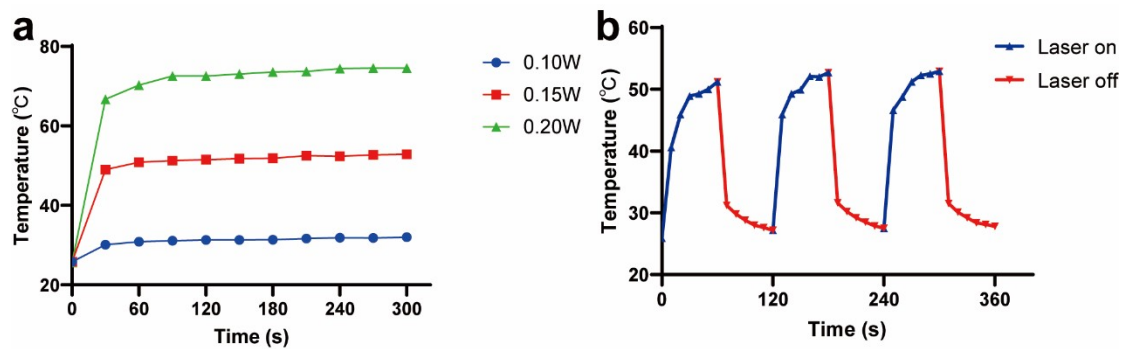 a
80
60
40
20
Temperature (℃)
0
60
120
180
240
300
Time (s)
0.10W
0.15W
0.20W
b
60
50
40
30
20
Temperature (℃)
0
120
240
360
Time (s)
Laser on
Laser off